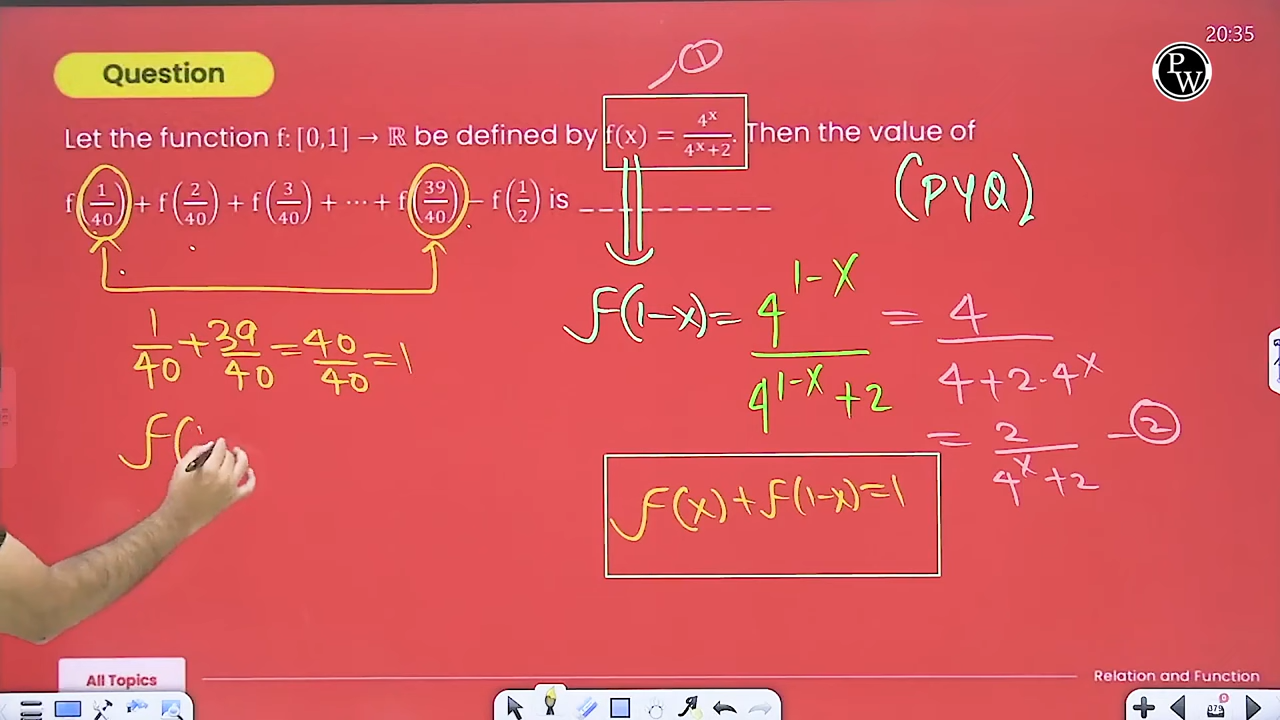 20:35
PW
Question
①
Let the function f: [0,1] → ℝ be defined by f(x) = 4^x/(4^x+2). Then the value of
f(1/40) + f(2/40) + f(3/40) + ⋯ + f(39/40) − f(1/2) is __________
(PYQ)
f(1-x) = 4^(1-x)/(4^(1-x)+2) = 4/(4+2·4^x)
= 2/(4^x+2) - ②
1/40 + 39/40 = 40/40 = 1
f(
f(x)+f(1-x)=1
All Topics
Relation and Function